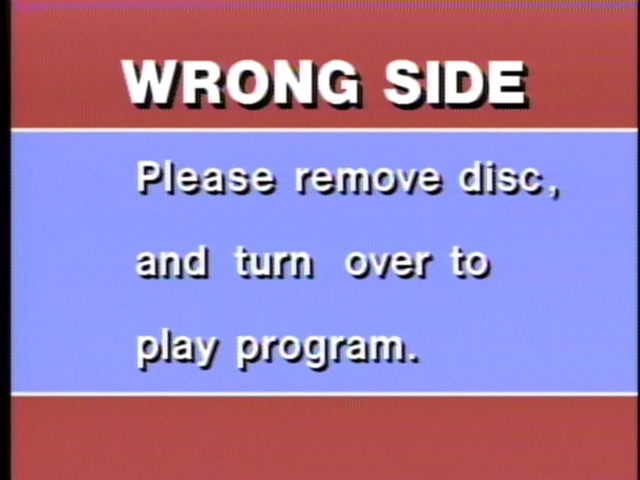 WRONG SIDE
Please remove disc,
and turn over to
play program.